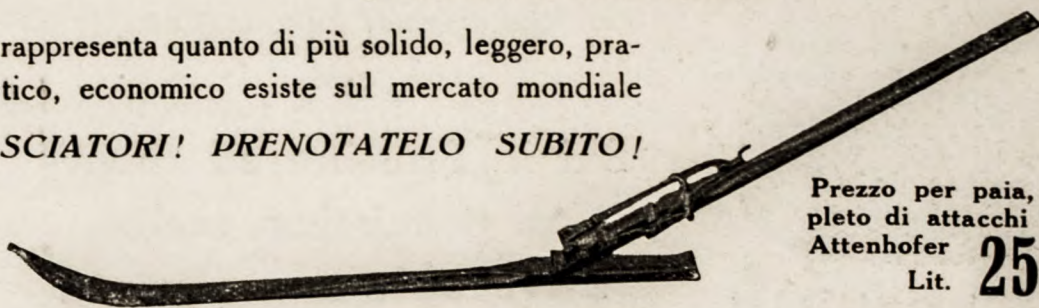 rappresenta quanto di più solido, leggero, pra-
tico, economico esiste sul mercato mondiale
SCIATORI! PRENOTATELO SUBITO!
Prezzo per paia,
pleto di attacchi
Attenhofer
Lit. 25